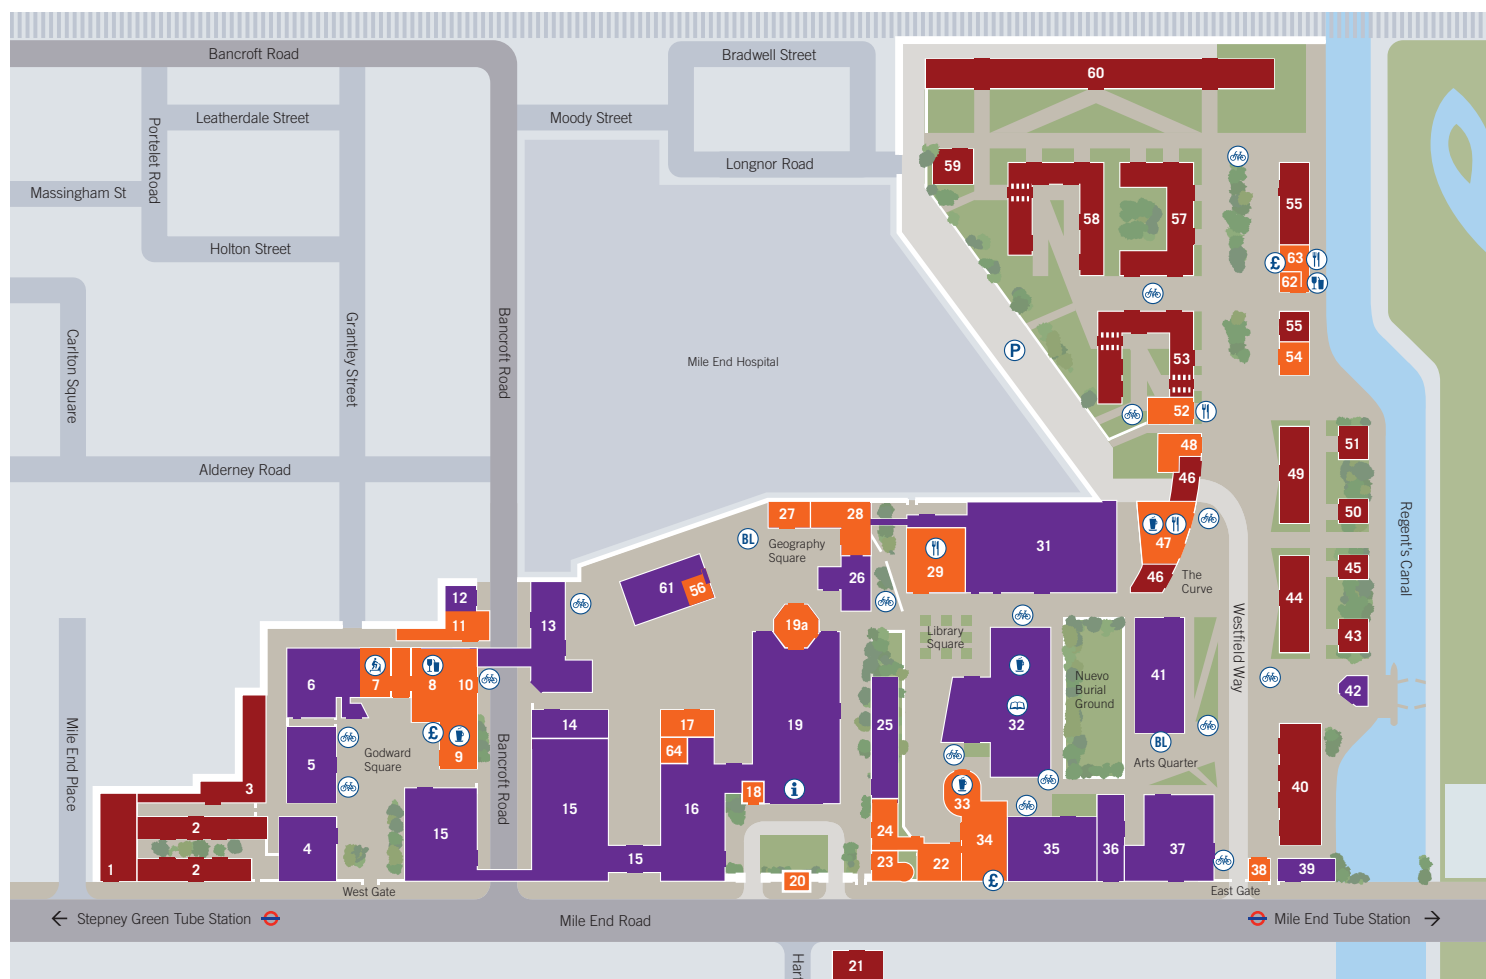 Bancroft Road
Bradwell Street
60
Leatherdale Street
Moody Street
Portelet Road
Longnor Road
59
Massingham St
55
58
57
Holton Street
£
63
62
Bancroft Road
Grantley Street
Carlton Square
55
P
Mile End Hospital
53
54
52
48
51
Alderney Road
46
49
50
27
28
Regent's Canal
BL
Geography
Square
47
31
29
46
The
Curve
45
26
61
56
12
44
11
13
19a
Library
Square
43
Westfield Way
6
7
8
10
41
Nuevo
Burial
Ground
42
14
17
19
25
32
£
BL
Mile End Place
5
Godward
Square
9
64
Arts Quarter
Bancroft Road
3
18
i
33
40
15
16
2
15
24
34
4
35
36
37
15
23
22
1
2
20
£
38
39
West Gate
East Gate
Stepney Green Tube Station
Mile End Road
Mile End Tube Station
Harf
21